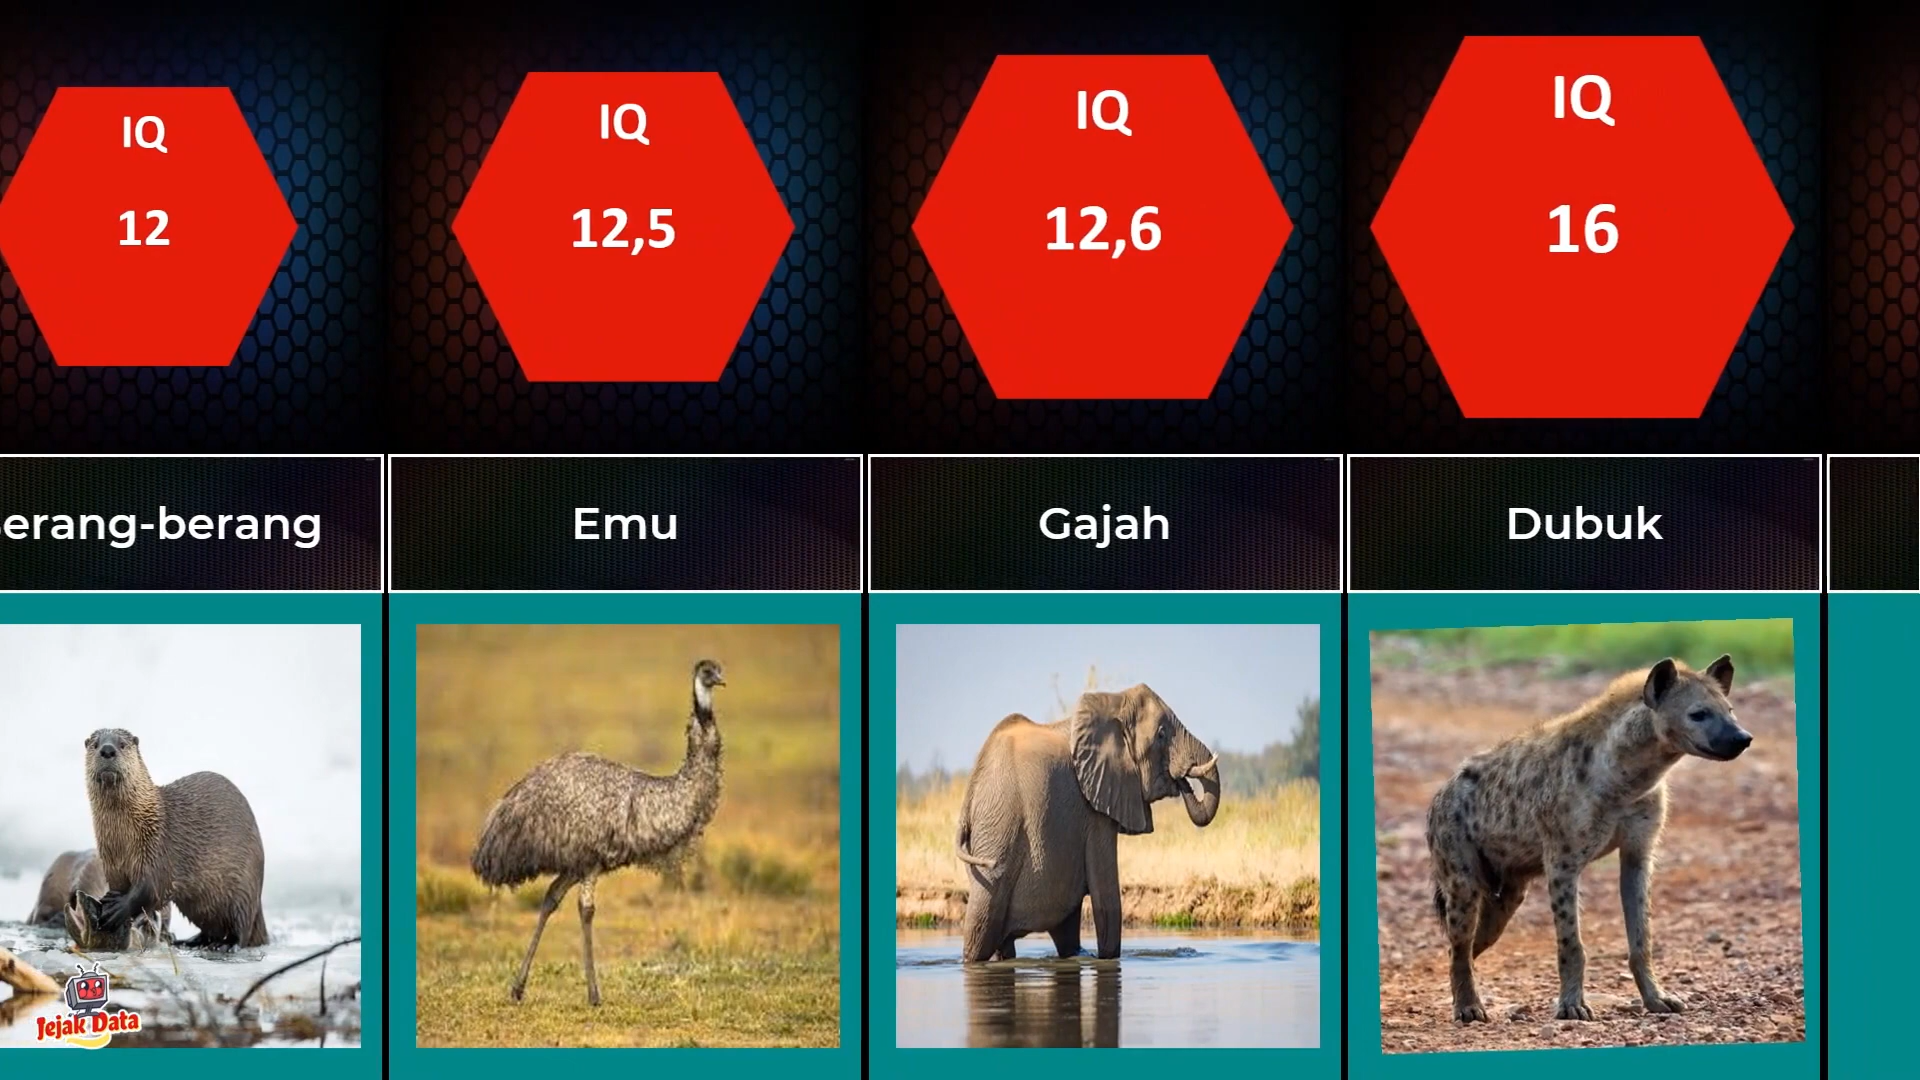 IQ
12
IQ
12,5
IQ
12,6
IQ
16
erang-berang
Emu
Gajah
Dubuk
Jejak Data